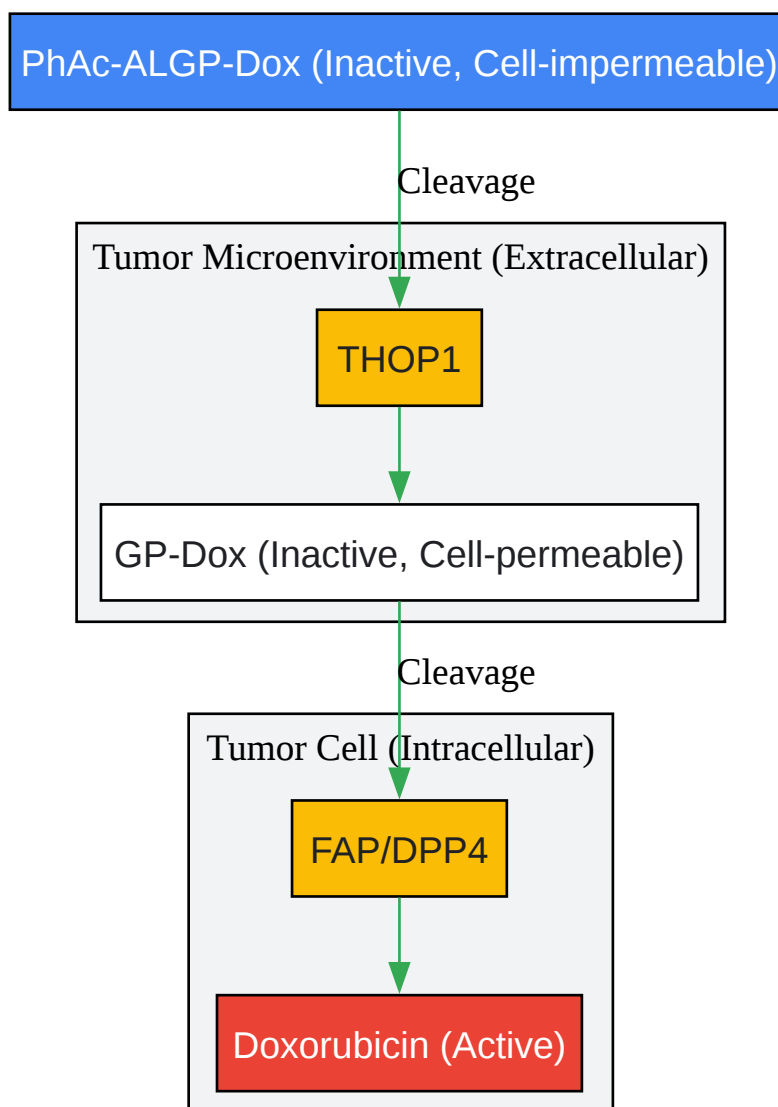 PhAc-ALGP-Dox (Inactive, Cell-impermeable)
Cleavage
Tumor Microenvironment (Extracellular)
THOP1
GP-Dox (Inactive, Cell-permeable)
Cleavage
Tumor Cell (Intracellular)
FAP/DPP4
Doxorubicin (Active)